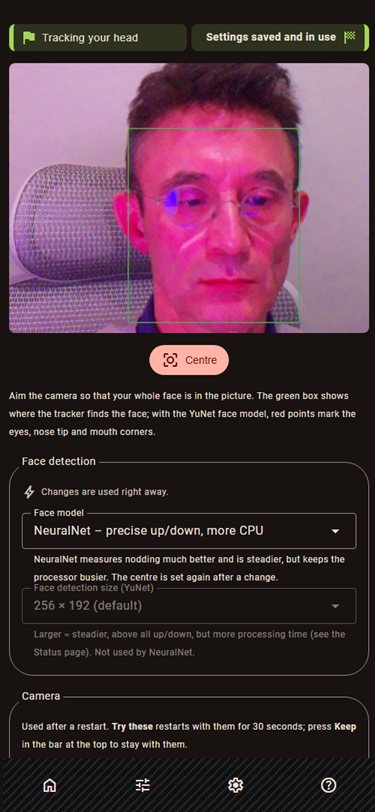 Tracking your head
Settings saved and in use
Centre
Aim the camera so that your whole face is in the picture. The green box shows
where the tracker finds the face; with the YuNet face model, red points mark the
eyes, nose tip and mouth corners.
Face detection
Changes are used right away.
Face model
NeuralNet – precise up/down, more CPU
NeuralNet measures nodding much better and is steadier, but keeps the
processor busier. The centre is set again after a change.
Face detection size (YuNet)
256 × 192 (default)
Larger = steadier, above all up/down, but more processing time (see the
Status page). Not used by NeuralNet.
Camera
Used after a restart. Try these restarts with them for 30 seconds; press Keep
in the bar at the top to stay with them.